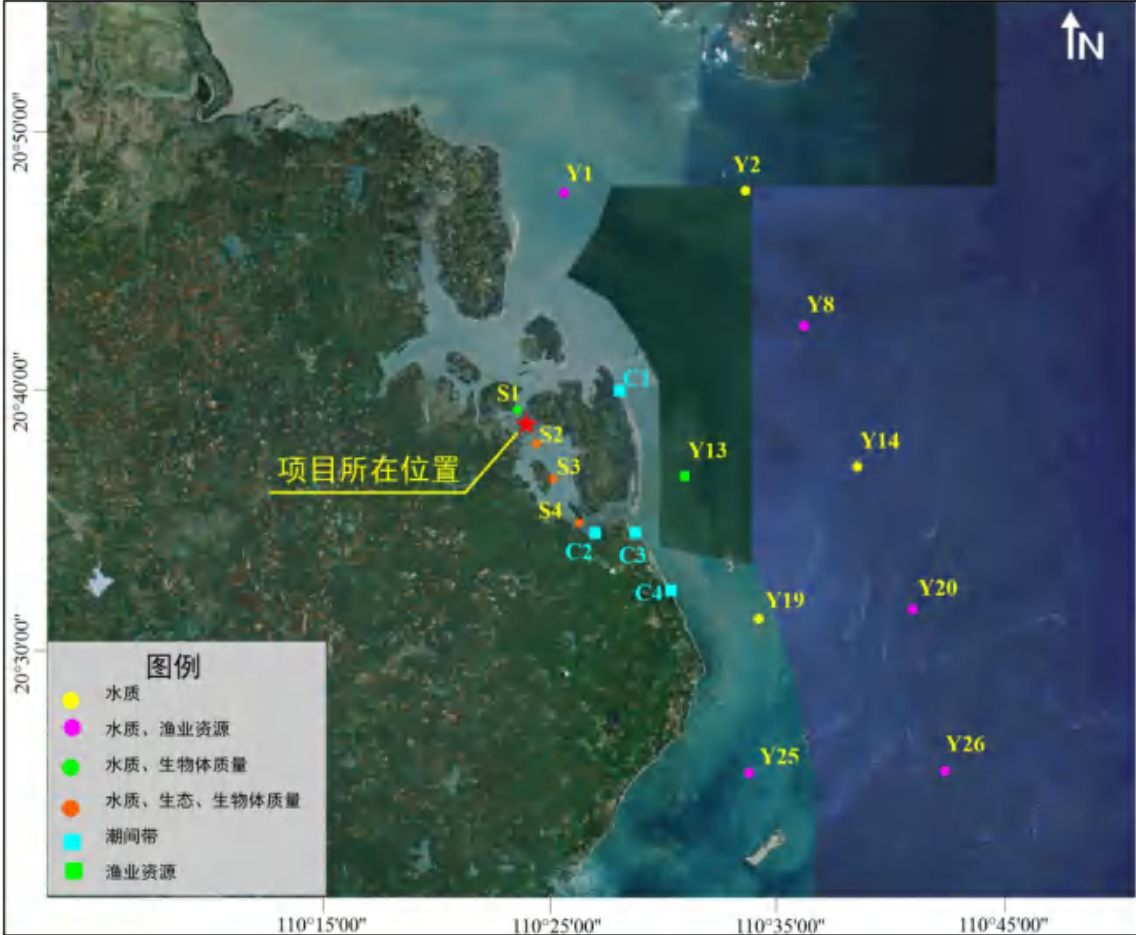 N
20°50'00"
Y1
Y2
Y8
20°40'00"
C1
S1
S2
Y14
Y13
项目所在位置
S3
S4
C2
C3
C4
Y20
Y19
20°30'00"
图例
水质
水质、渔业资源
水质、生物体质量
水质、生态、生物体质量
潮间带
渔业资源
Y25
Y26
110°15'00"
110°25'00"
110°35'00"
110°45'00"